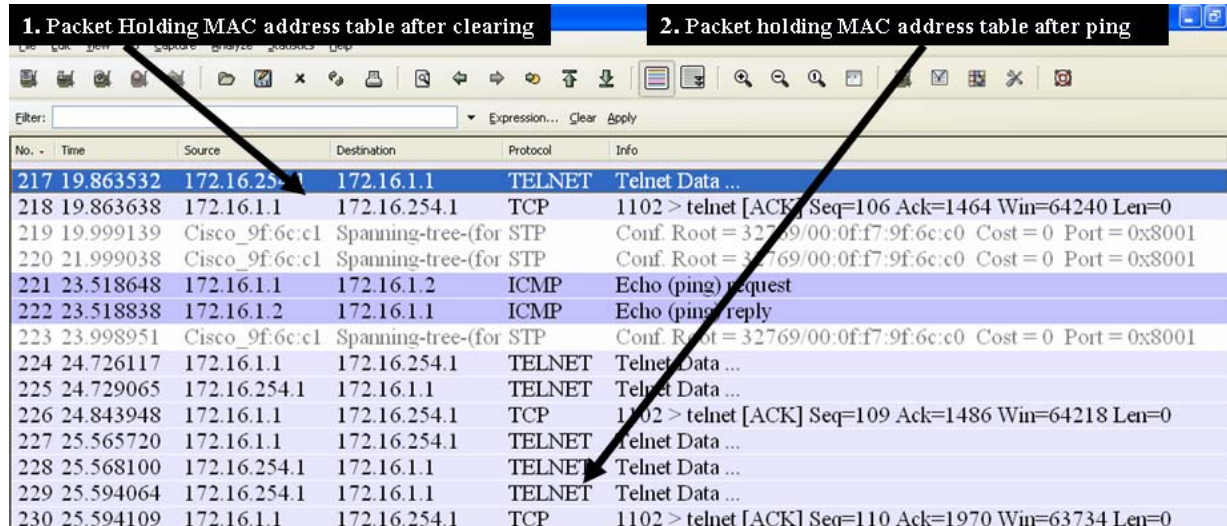 1. Packet Holding MAC address table after clearing
2. Packet holding MAC address table after ping
File Edit View Capture Analyze Statistics Help
Filter: Expression... Clear Apply
No. - Time Source Destination Protocol Info
217 19.863532 172.16.254.1 172.16.1.1 TELNET Telnet Data ...
218 19.863638 172.16.1.1 172.16.254.1 TCP 1102 > telnet [ACK] Seq=106 Ack=1464 Win=64240 Len=0
219 19.999139 Cisco_9f:6c:c1 Spanning-tree-(for STP Conf. Root = 32769/00:0f:f7:9f:6c:c0 Cost = 0 Port = 0x8001
220 21.999038 Cisco_9f:6c:c1 Spanning-tree-(for STP Conf. Root = 32769/00:0f:f7:9f:6c:c0 Cost = 0 Port = 0x8001
221 23.518648 172.16.1.1 172.16.1.2 ICMP Echo (ping) request
222 23.518838 172.16.1.2 172.16.1.1 ICMP Echo (ping) reply
223 23.998951 Cisco_9f:6c:c1 Spanning-tree-(for STP Conf. Root = 32769/00:0f:f7:9f:6c:c0 Cost = 0 Port = 0x8001
224 24.726117 172.16.1.1 172.16.254.1 TELNET Telnet Data ...
225 24.729065 172.16.254.1 172.16.1.1 TELNET Telnet Data ...
226 24.843948 172.16.1.1 172.16.254.1 TCP 1102 > telnet [ACK] Seq=109 Ack=1486 Win=64218 Len=0
227 25.565720 172.16.1.1 172.16.254.1 TELNET Telnet Data ...
228 25.568100 172.16.254.1 172.16.1.1 TELNET Telnet Data ...
229 25.594064 172.16.254.1 172.16.1.1 TELNET Telnet Data ...
230 25.594109 172.16.1.1 172.16.254.1 TCP 1102 > telnet [ACK] Seq=110 Ack=1970 Win=63734 Len=0